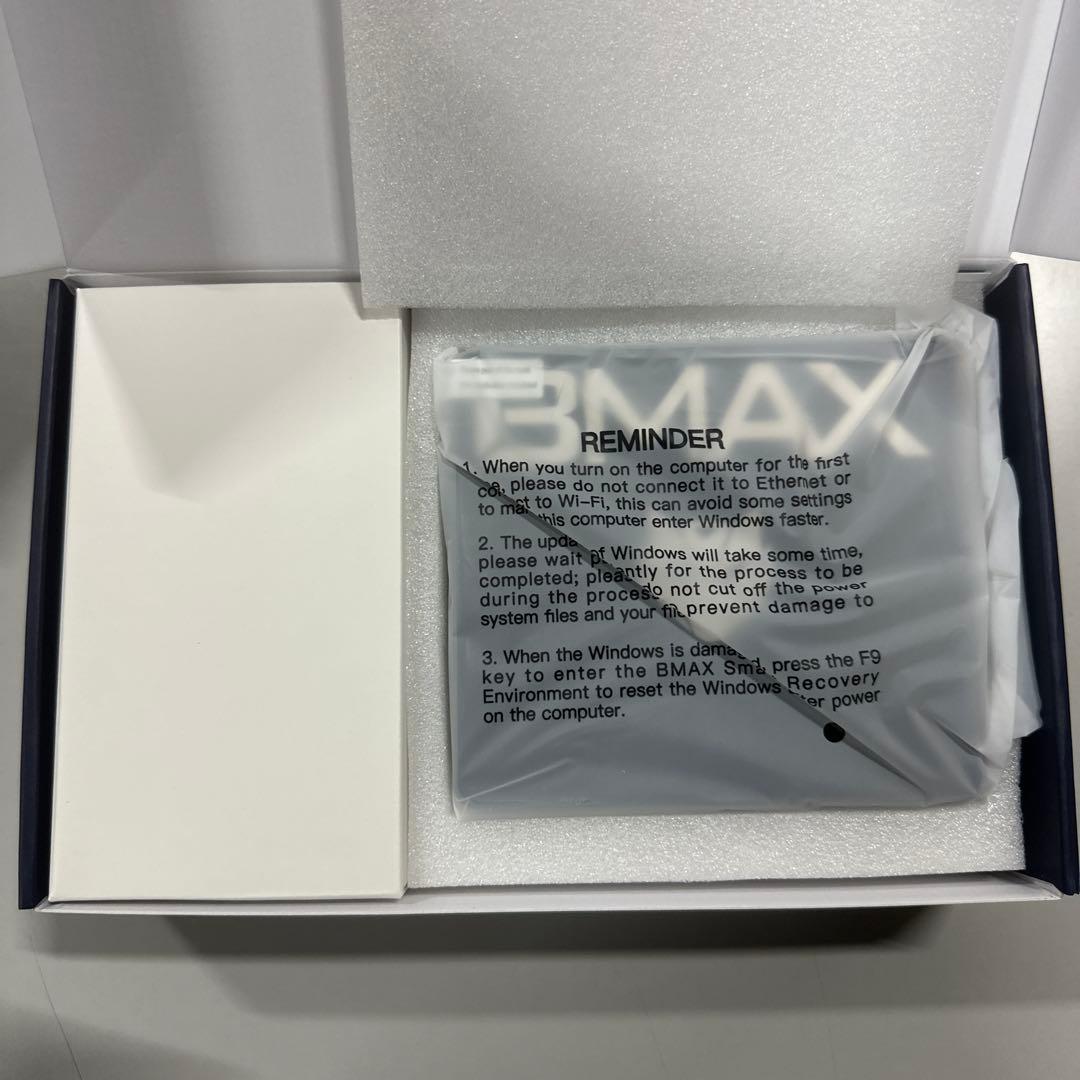 BMAX
REMINDER
1. When you turn on the computer for the first
please do not connect it to Ethernet or
to Wi-Fi, this can avoid some settings
this computer enter Windows faster.
2. The of Windows will take some time,
please wait for the process to be
completed; do not cut off the power
during the prevent damage to
system files and your
3. When the Windows is press the F9
key to enter the BMAX Recovery
Environment to reset the Windows power
on the computer.